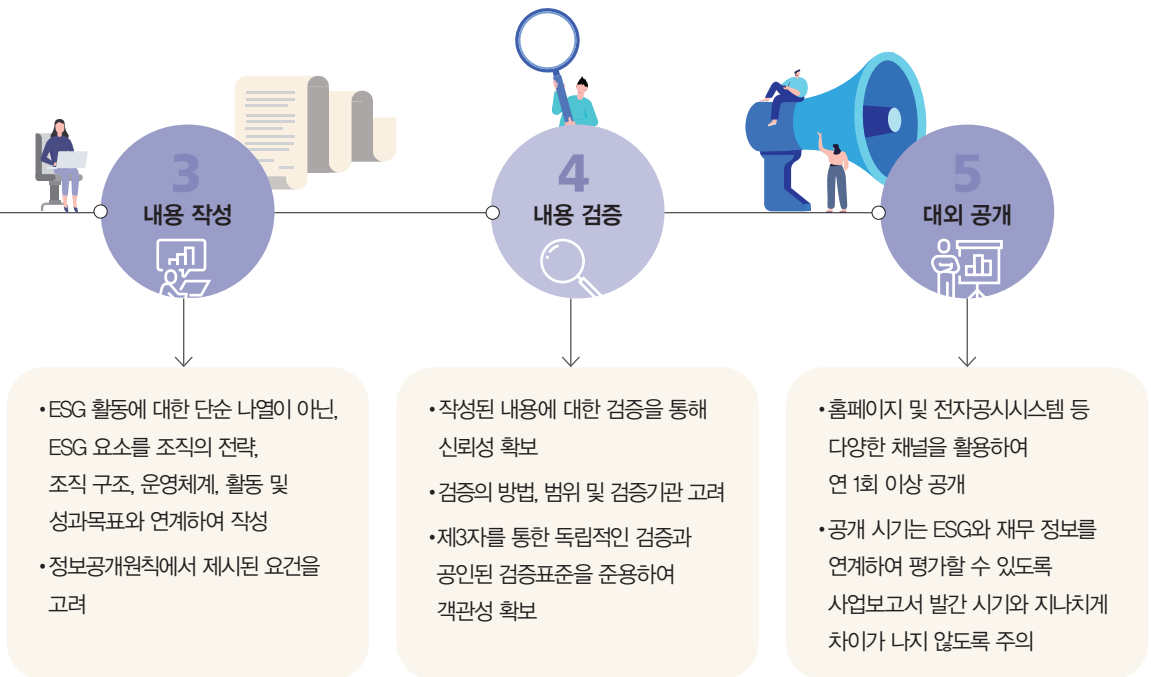 3
내용 작성
4
내용 검증
5
대외 공개
•ESG 활동에 대한 단순 나열이 아닌,
ESG 요소를 조직의 전략,
조직 구조, 운영체계, 활동 및
성과목표와 연계하여 작성
•정보공개원칙에서 제시된 요건을
고려
•작성된 내용에 대한 검증을 통해
신뢰성 확보
•검증의 방법, 범위 및 검증기관 고려
•제3자를 통한 독립적인 검증과
공인된 검증표준을 준용하여
객관성 확보
•홈페이지 및 전자공시시스템 등
다양한 채널을 활용하여
연 1회 이상 공개
•공개 시기는 ESG와 재무 정보를
연계하여 평가할 수 있도록
사업보고서 발간 시기와 지나치게
차이가 나지 않도록 주의